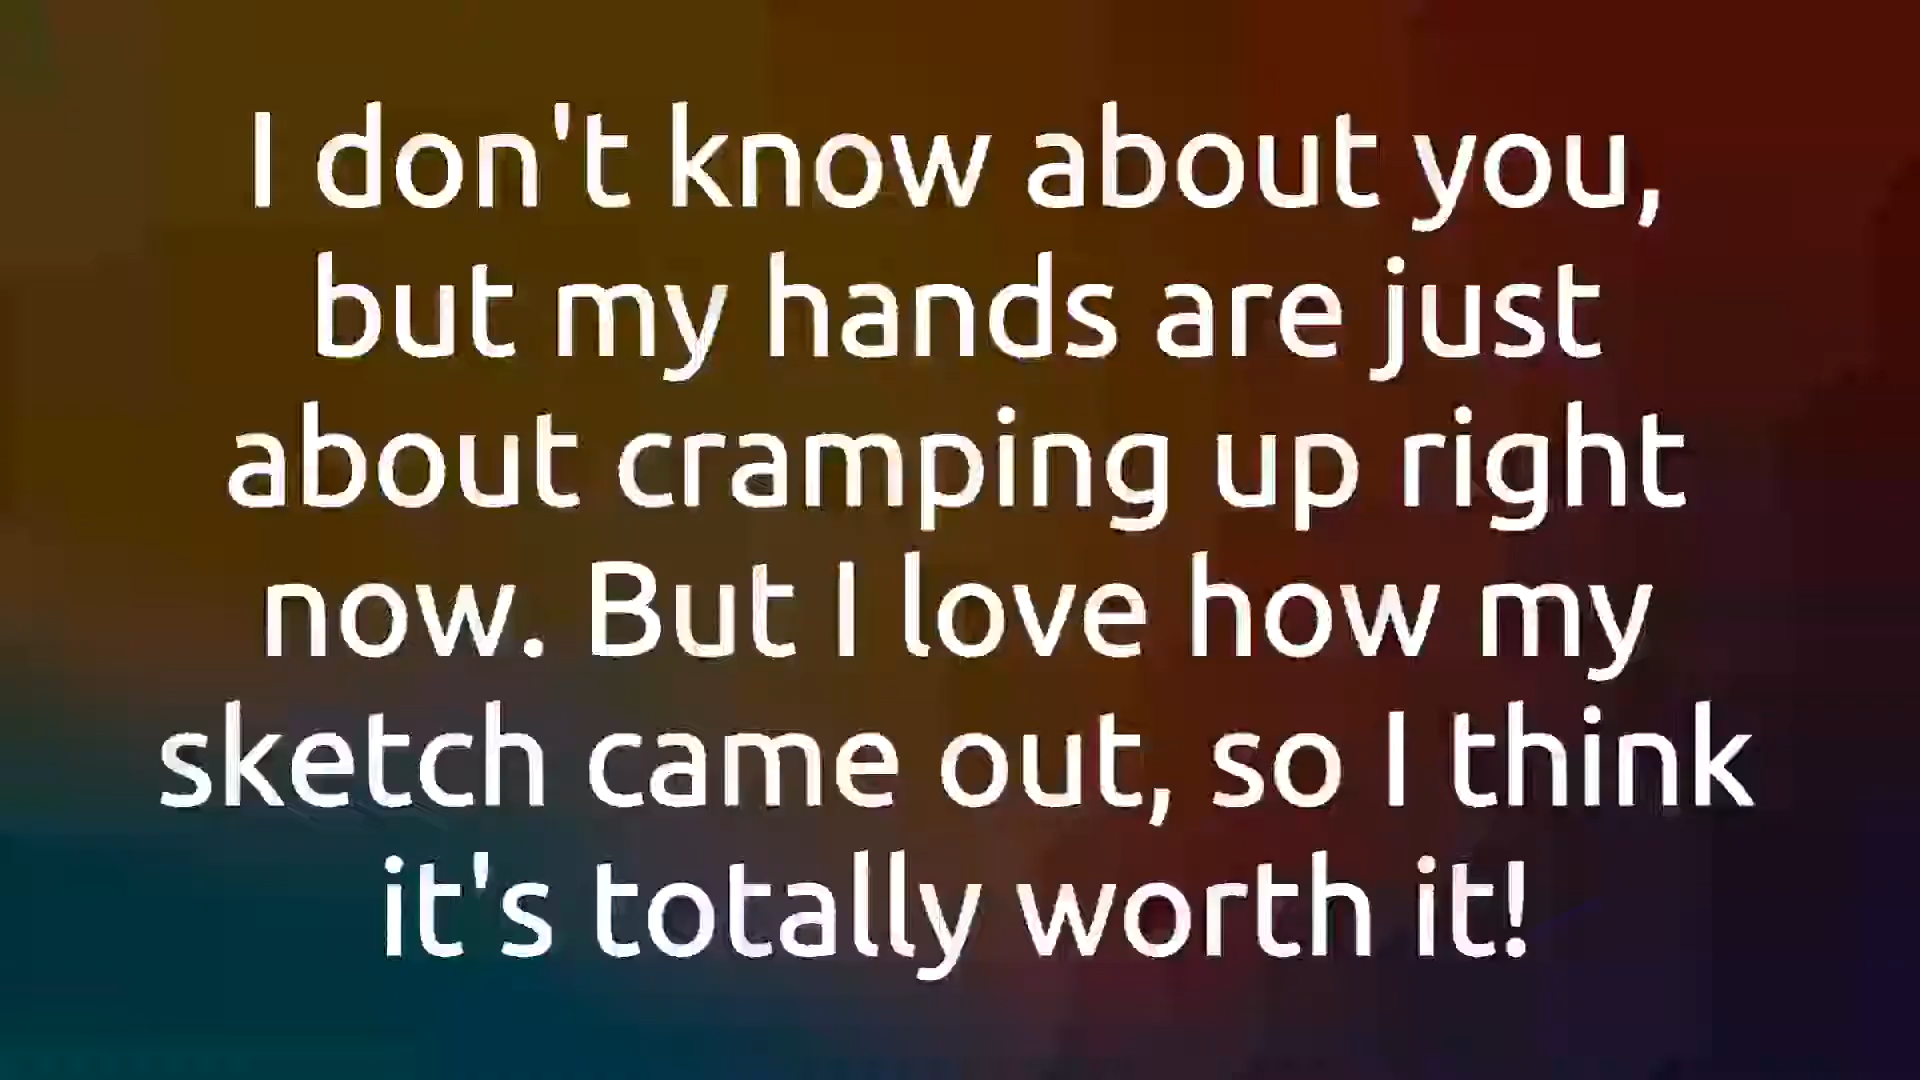 I don't know about you,
but my hands are just
about cramping up right
now. But I love how my
sketch came out, so I think
it's totally worth it!